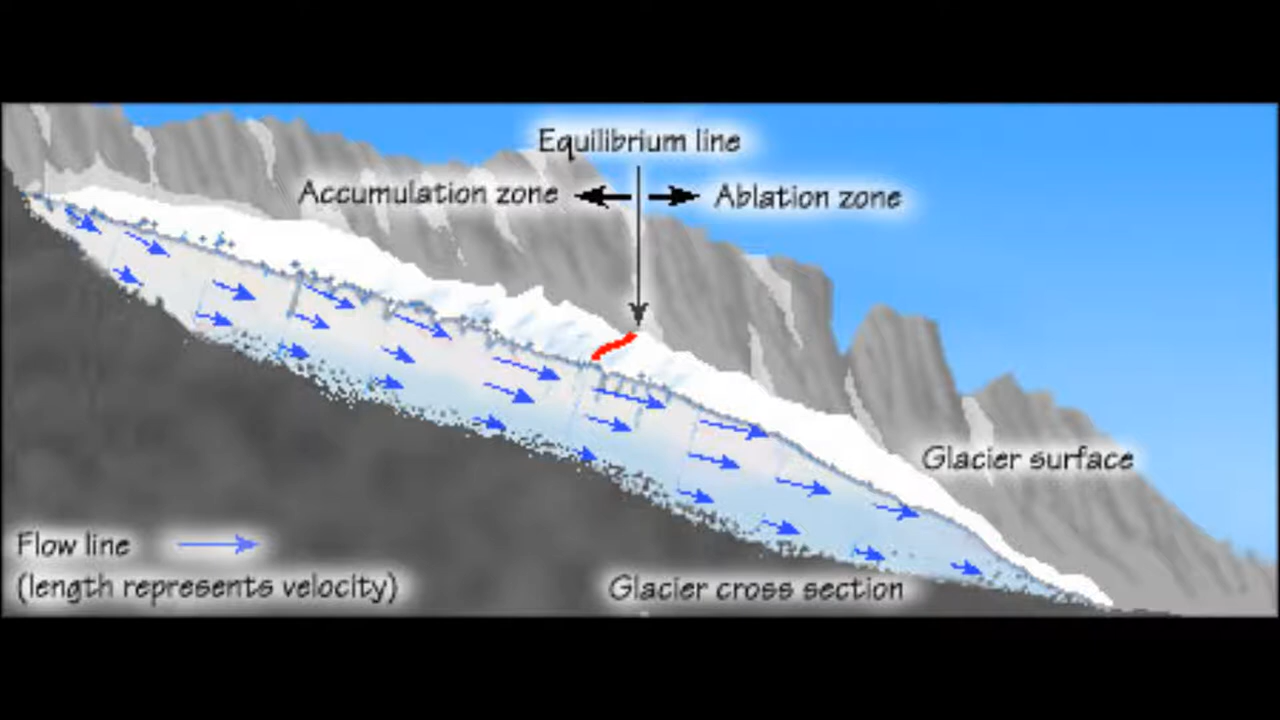 Equilibrium line
Accumulation zone
Ablation zone
Glacier surface
Flow line
(length represents velocity)
Glacier cross section